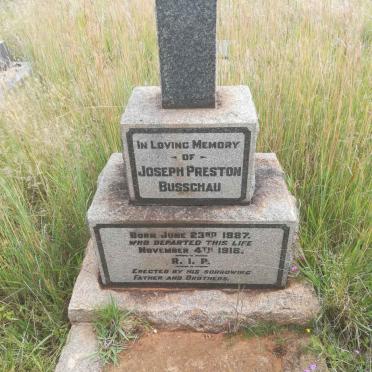 In Loving Memory
of
Joseph Preston
Busschau
Born June 23RD 1887.
who departed this life
November 4TH 1916.
R. I. P.
Erected by his sorrowing
Father and Brothers.